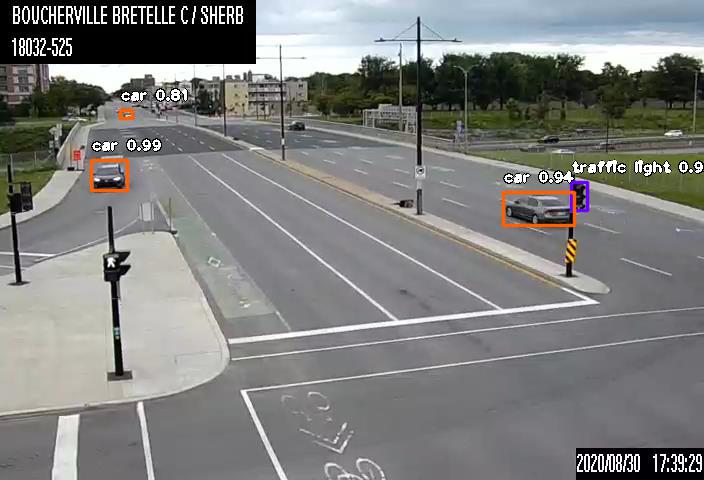 BOUCHERVILLE BRETELLE C / SHERB
18032-525
car 0.81
car 0.99
car 0.94
traffic light 0.9
2020/08/30 17:39:29